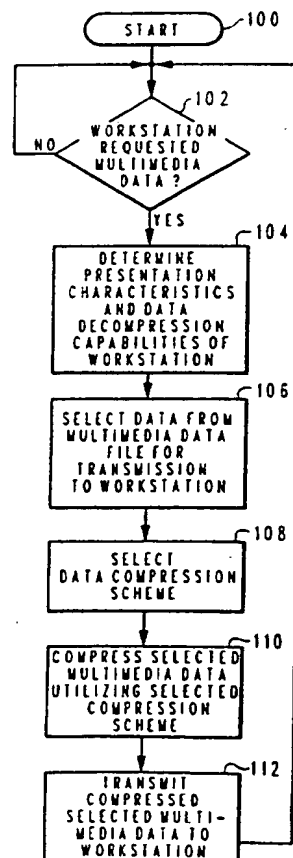 START
100
102
WORKSTATION
REQUESTED
MULTIMEDIA
DATA ?
NO
YES
104
DETERMINE
PRESENTATION
CHARACTERISTICS
AND DATA
DECOMPRESSION
CAPABILITIES OF
WORKSTATION
106
SELECT DATA FROM
MULTIMEDIA DATA
FILE FOR
TRANSMISSION
TO WORKSTATION
108
SELECT
DATA COMPRESSION
SCHEME
110
COMPRESS SELECTED
MULTIMEDIA DATA
UTILIZING SELECTED
COMPRESSION
SCHEME
112
TRANSMIT
COMPRESSED
SELECTED MULTI-
MEDIA DATA TO
WORKSTATION